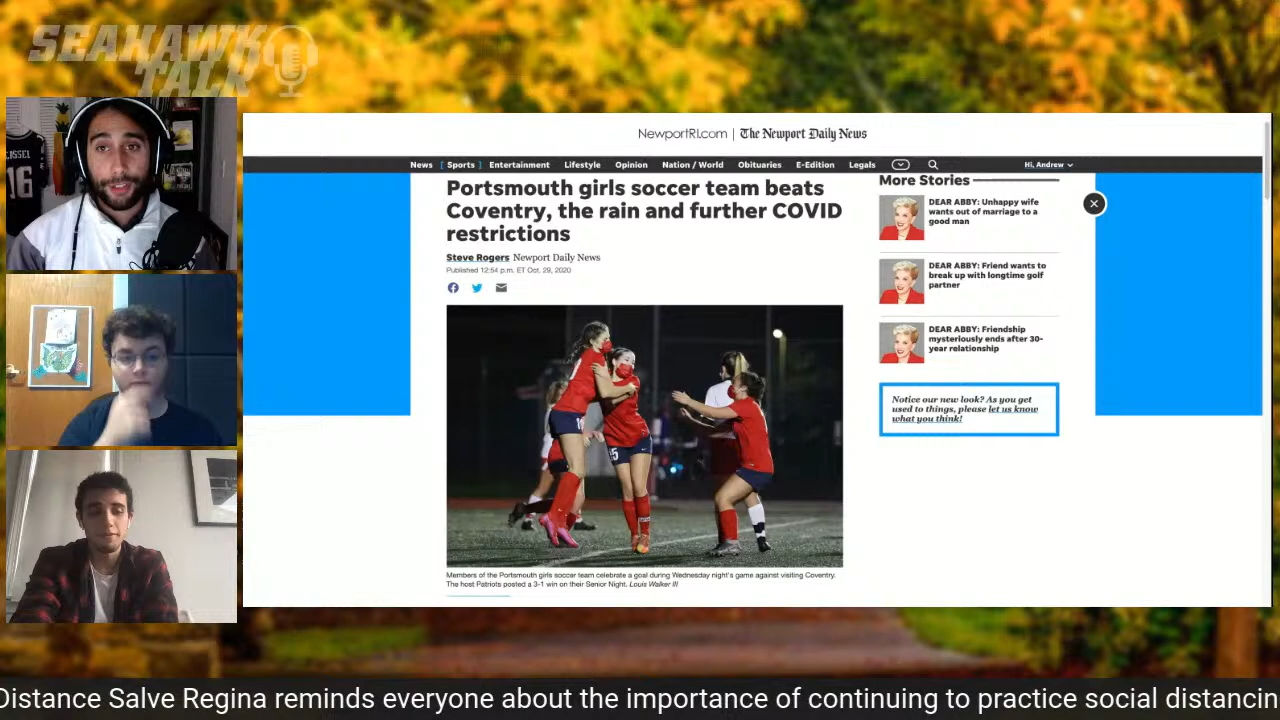 SEAHAWK
TALK
16
NewportRI.com | The Newport Daily News
News [ Sports ] Entertainment Lifestyle Opinion Nation / World Obituaries E-Edition Legals Hi, Andrew
Portsmouth girls soccer team beats
Coventry, the rain and further COVID
restrictions
Steve Rogers Newport Daily News
Published 12:54 p.m. ET Oct. 29, 2020
Members of the Portsmouth girls soccer team celebrate a goal during Wednesday night's game against visiting Coventry.
The host Patriots posted a 3-1 win on their Senior Night. Louis Walker III
More Stories
DEAR ABBY: Unhappy wife
wants out of marriage to a
good man
DEAR ABBY: Friend wants to
break up with longtime golf
partner
DEAR ABBY: Friendship
mysteriously ends after 30-
year relationship
Notice our new look? As you get
used to things, please let us know
what you think!
Distance Salve Regina reminds everyone about the importance of continuing to practice social distancin